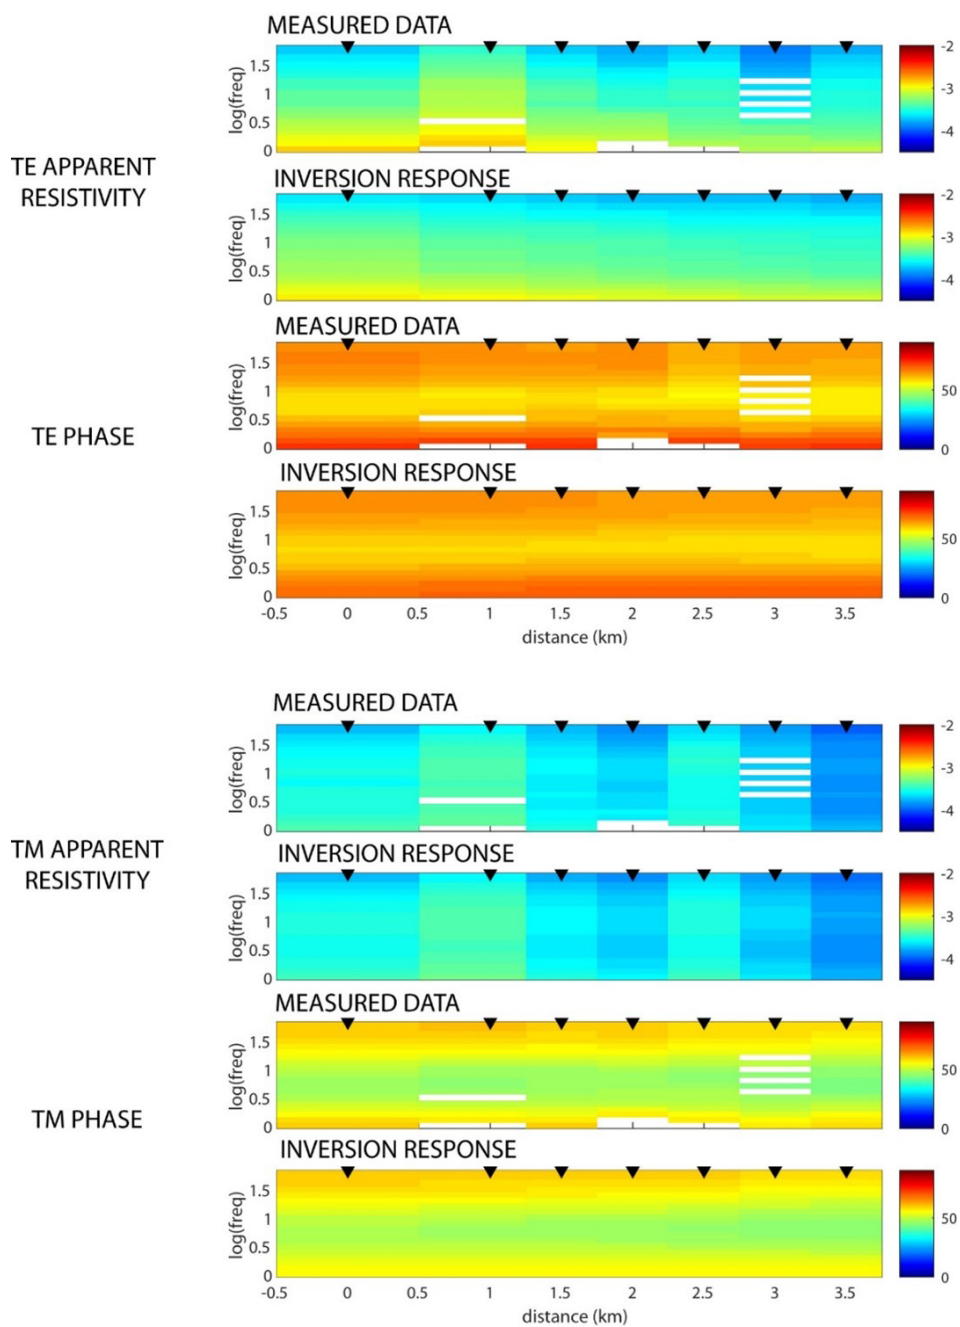 MEASURED DATA
log(freq)
1.5
1
0.5
0
-2
-3
-4
TE APPARENT
RESISTIVITY
INVERSION RESPONSE
log(freq)
1.5
1
0.5
0
-2
-3
-4
MEASURED DATA
log(freq)
1.5
1
0.5
0
50
0
TE PHASE
INVERSION RESPONSE
log(freq)
1.5
1
0.5
0
50
0
-0.5 0 0.5 1 1.5 2 2.5 3 3.5
distance (km)
MEASURED DATA
log(freq)
1.5
1
0.5
0
-2
-3
-4
TM APPARENT
RESISTIVITY
INVERSION RESPONSE
log(freq)
1.5
1
0.5
0
-2
-3
-4
MEASURED DATA
log(freq)
1.5
1
0.5
0
50
0
TM PHASE
INVERSION RESPONSE
log(freq)
1.5
1
0.5
0
50
0
-0.5 0 0.5 1 1.5 2 2.5 3 3.5
distance (km)